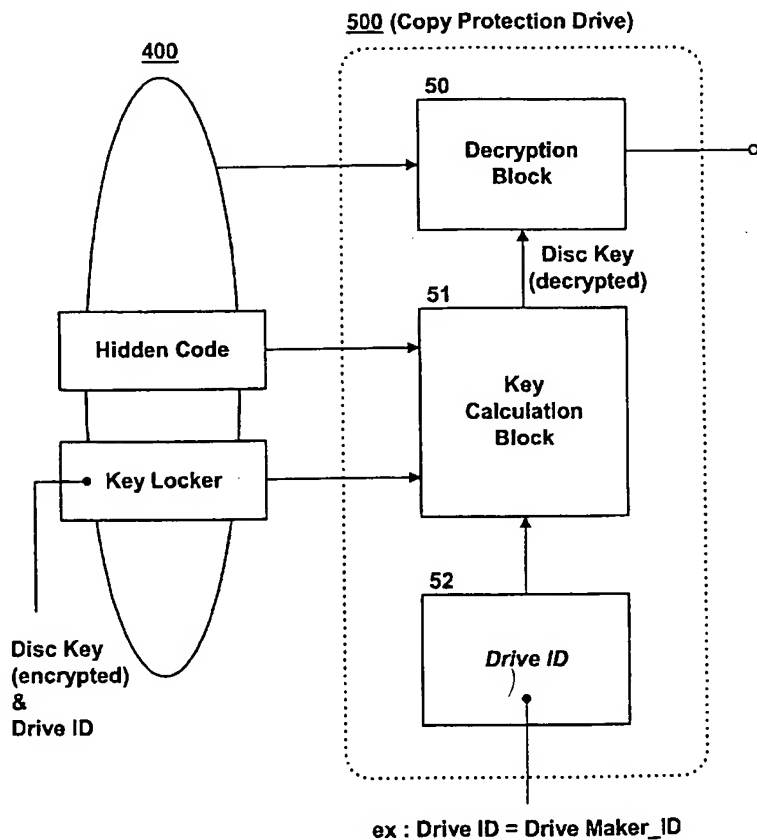 500 (Copy Protection Drive)
400
50
Decryption
Block
Disc Key
(decrypted)
51
Hidden Code
Key
Calculation
Block
Key Locker
52
Disc Key
(encrypted)
&
Drive ID
Drive ID
ex : Drive ID = Drive Maker_ID